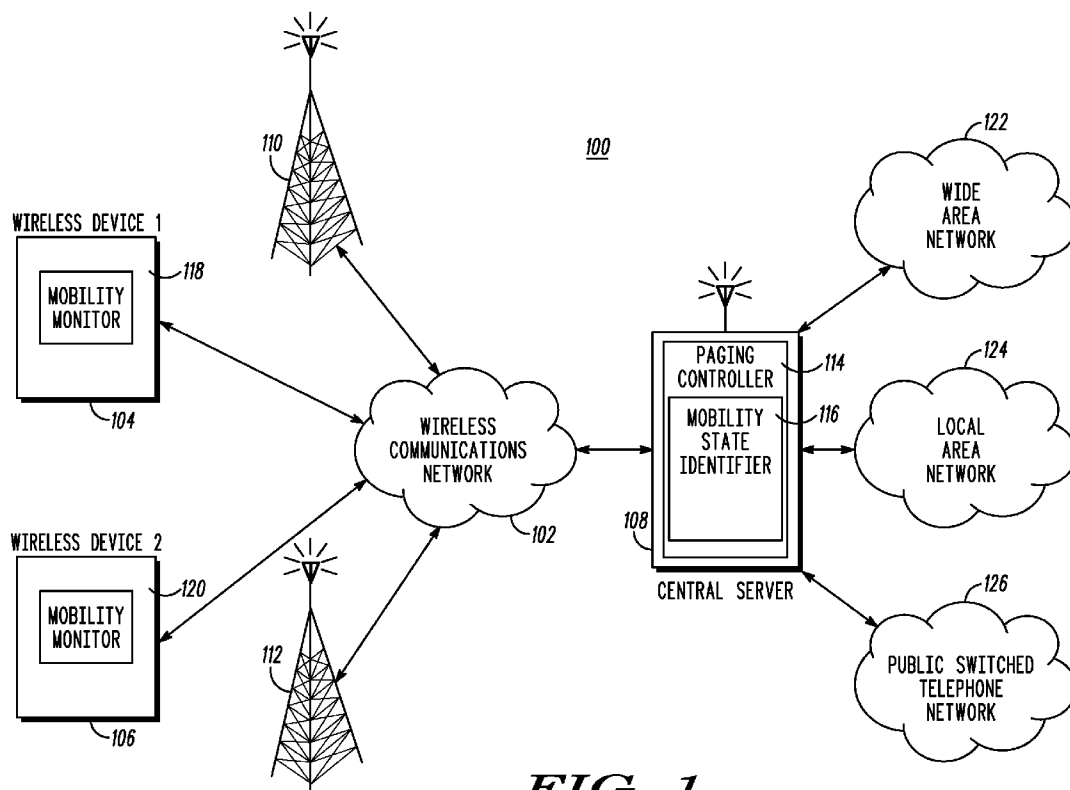 110
100
122
WIDE
AREA
NETWORK
WIRELESS DEVICE 1
118
MOBILITY
MONITOR
104
PAGING
CONTROLLER
114
MOBILITY
STATE
IDENTIFIER
116
108
CENTRAL SERVER
124
LOCAL
AREA
NETWORK
WIRELESS
COMMUNICATIONS
NETWORK
102
WIRELESS DEVICE 2
120
MOBILITY
MONITOR
106
112
126
PUBLIC SWITCHED
TELEPHONE
NETWORK
FIG. 1